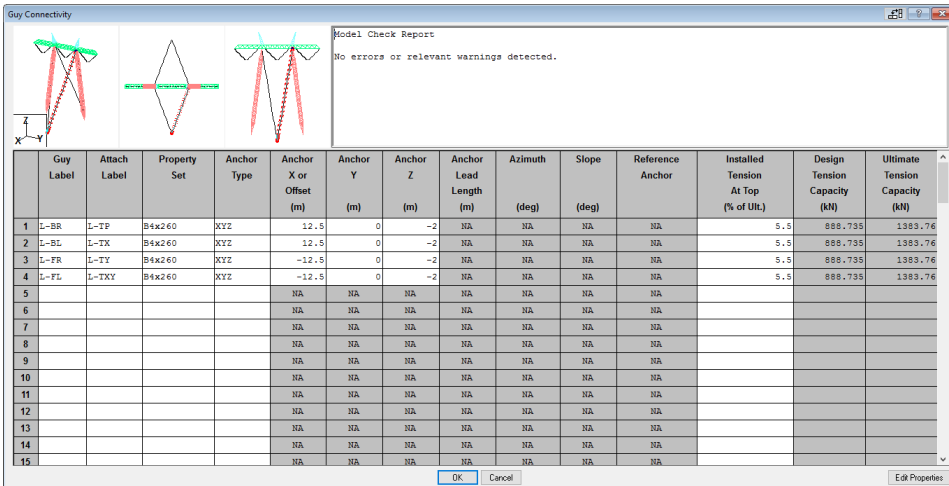 Guy Connectivity
Model Check Report
No errors or relevant warnings detected.
Z
X Y
Guy Label Attach Label Property Set Anchor Type Anchor X or Offset (m) Anchor Y (m) Anchor Z (m) Anchor Lead Length (m) Azimuth (deg) Slope (deg) Reference Anchor Installed Tension At Top (% of Ult.) Design Tension Capacity (kN) Ultimate Tension Capacity (kN)
1 L-BR L-TP B4x260 XYZ 12.5 0 -2 NA NA NA NA 5.5 888.735 1383.76
2 L-BL L-TX B4x260 XYZ 12.5 0 -2 NA NA NA NA 5.5 888.735 1383.76
3 L-FR L-TY B4x260 XYZ -12.5 0 -2 NA NA NA NA 5.5 888.735 1383.76
4 L-FL L-TXY B4x260 XYZ -12.5 0 -2 NA NA NA NA 5.5 888.735 1383.76
5 NA NA NA NA NA NA NA
6 NA NA NA NA NA NA NA
7 NA NA NA NA NA NA NA
8 NA NA NA NA NA NA NA
9 NA NA NA NA NA NA NA
10 NA NA NA NA NA NA NA
11 NA NA NA NA NA NA NA
12 NA NA NA NA NA NA NA
13 NA NA NA NA NA NA NA
14 NA NA NA NA NA NA NA
15 NA NA NA NA NA NA NA
OK Cancel Edit Properties